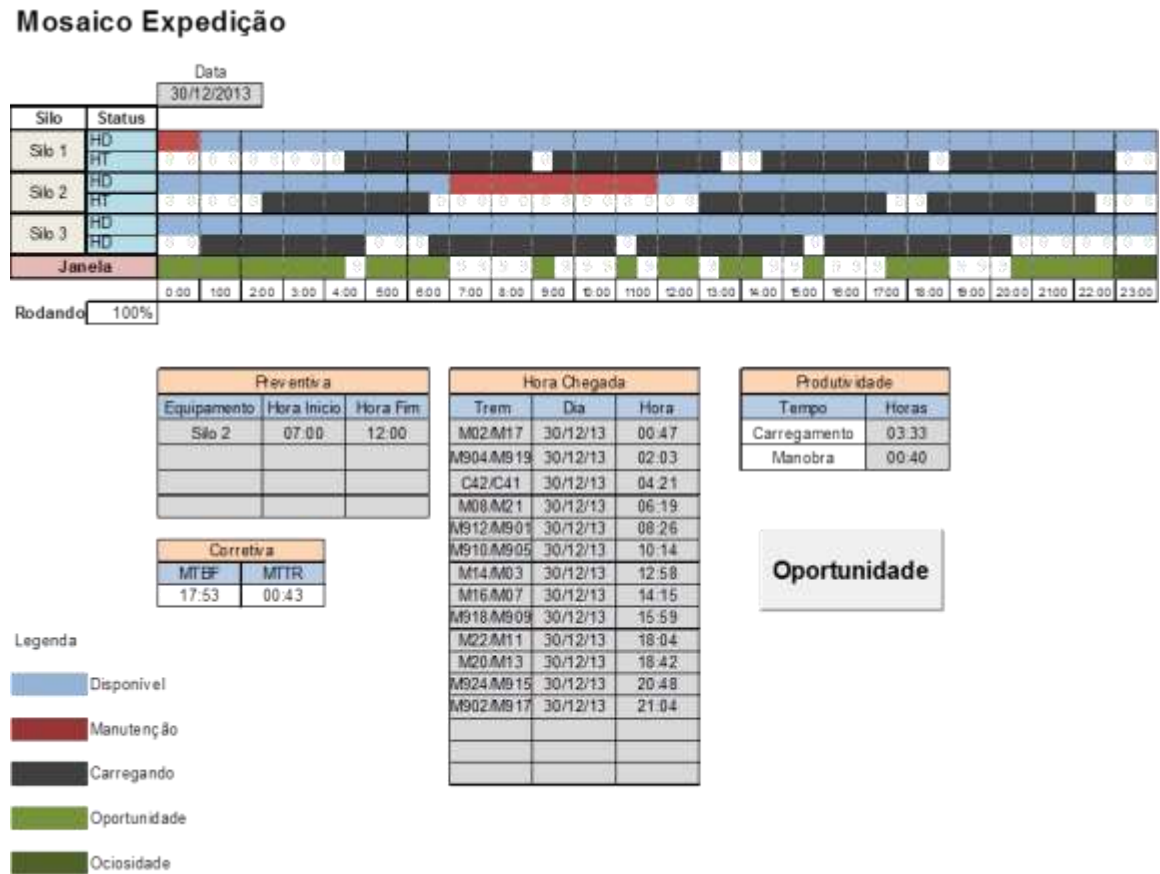 Mosaico Expedição
Data
30/12/2013
Silo Status
Silo 1 HD
HT
Silo 2 HD
HT
Silo 3 HD
HD
Janela
0:00 1:00 2:00 3:00 4:00 5:00 6:00 7:00 8:00 9:00 10:00 11:00 12:00 13:00 14:00 15:00 16:00 17:00 18:00 19:00 20:00 21:00 22:00 23:00
Rodando 100%
Preventiva
Equipamento Hora Inicio Hora Fim
Silo 2 07:00 12:00
Corretiva
MTBF MTTR
17:53 00:43
Hora Chegada
Trem Dia Hora
M02/M17 30/12/13 00:47
M904/M919 30/12/13 02:03
C42/C41 30/12/13 04:21
M08/M21 30/12/13 06:19
M912/M901 30/12/13 08:26
M910/M905 30/12/13 10:14
M14/M03 30/12/13 12:58
M16/M07 30/12/13 14:15
M918/M909 30/12/13 15:59
M22/M11 30/12/13 18:04
M20/M13 30/12/13 18:42
M924/M915 30/12/13 20:48
M902/M917 30/12/13 21:04
Produtividade
Tempo Horas
Carregamento 03:33
Manobra 00:40
Oportunidade
Legenda
Disponível
Manutenção
Carregando
Oportunidade
Ociosidade